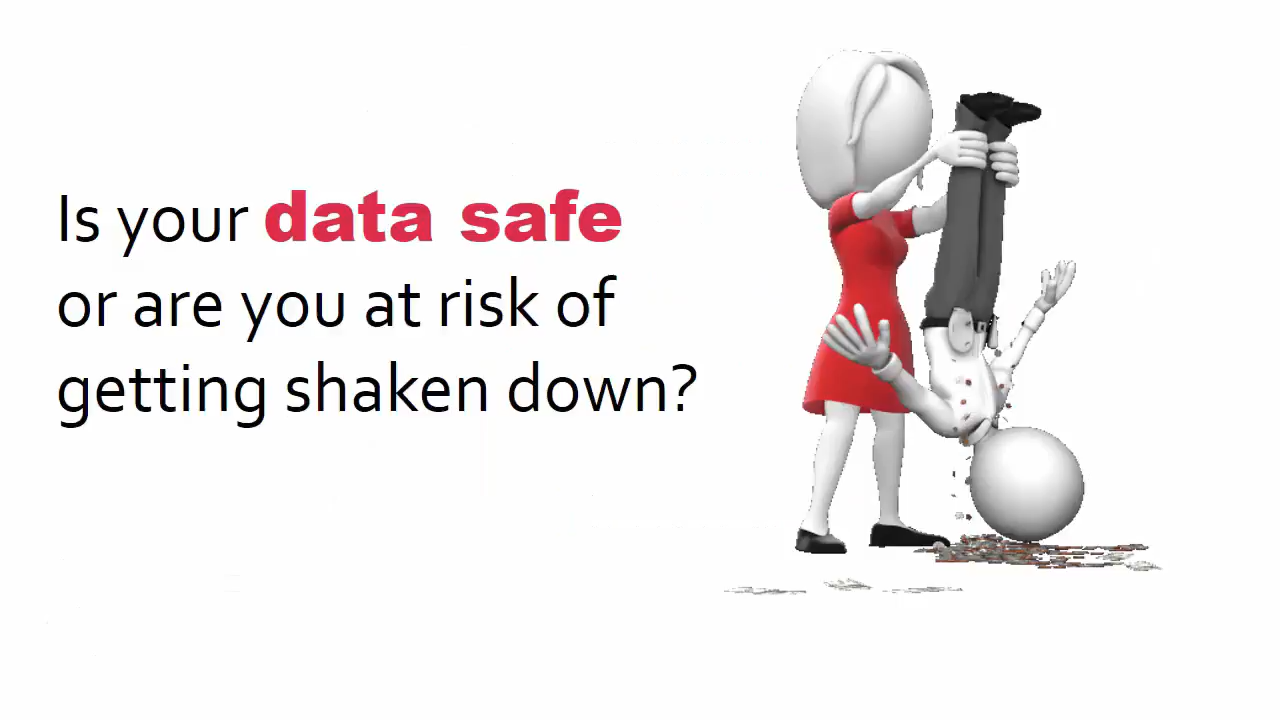 Is your data safe
or are you at risk of
getting shaken down?